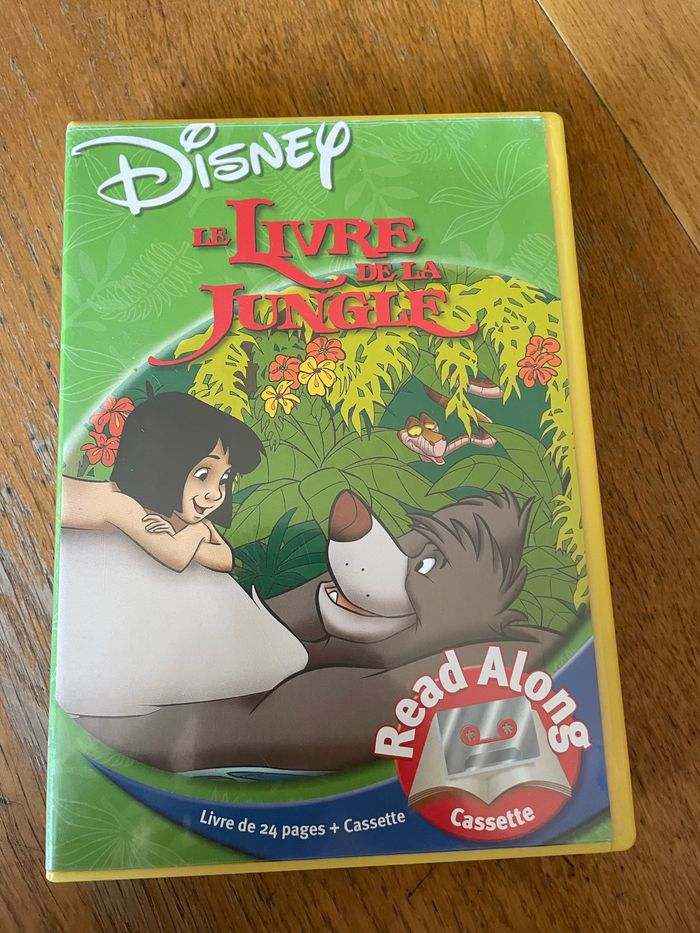 Disney
Le Livre
de la
Jungle
Read Along
Cassette
Livre de 24 pages + Cassette